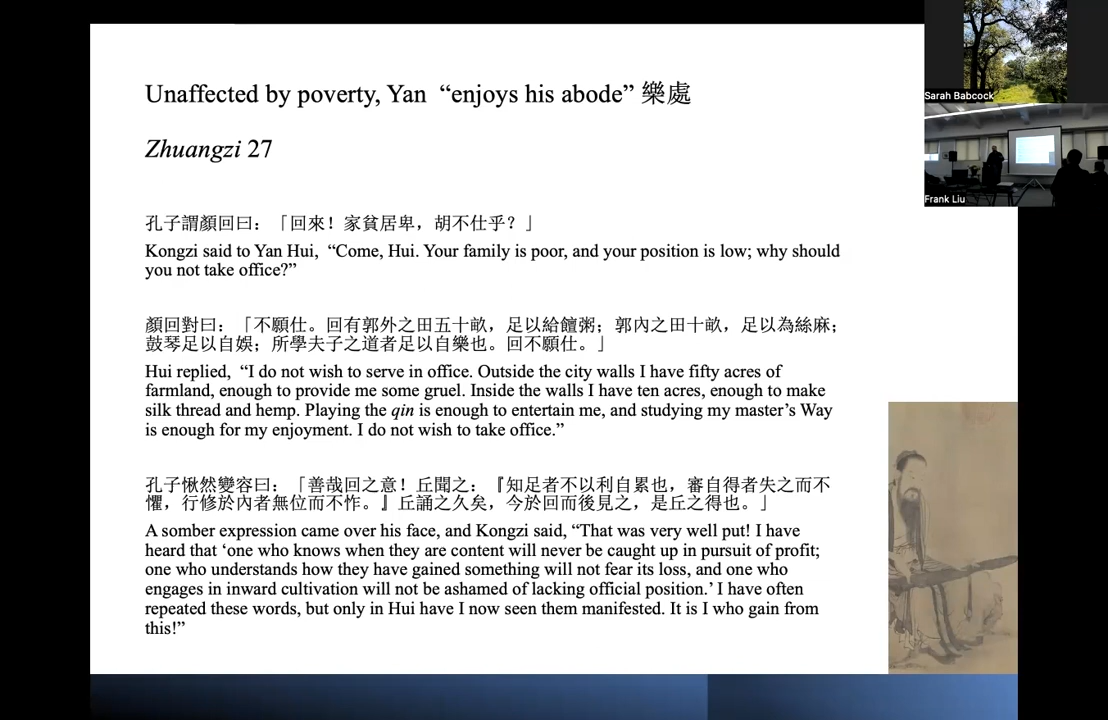 Unaffected by poverty, Yan “enjoys his abode” 樂處
Zhuangzi 27
孔子謂顏回曰：「回來！家貧居卑，胡不仕乎？」
Kongzi said to Yan Hui, “Come, Hui. Your family is poor, and your position is low; why should
you not take office?”
顏回對曰：「不願仕。回有郭外之田五十畝，足以給饘粥；郭內之田十畝，足以為絲麻；
鼓琴足以自娛；所學夫子之道者足以自樂也。回不願仕。」
Hui replied, “I do not wish to serve in office. Outside the city walls I have fifty acres of
farmland, enough to provide me some gruel. Inside the walls I have ten acres, enough to make
silk thread and hemp. Playing the qin is enough to entertain me, and studying my master’s Way
is enough for my enjoyment. I do not wish to take office.”
孔子愀然變容曰：「善哉回之意！丘聞之：『知足者不以利自累也，審自得者失之而不
懼，行修於內者無位而不怍。』丘誦之久矣，今於回而後見之，是丘之得也。」
A somber expression came over his face, and Kongzi said, “That was very well put! I have
heard that ‘one who knows when they are content will never be caught up in pursuit of profit;
one who understands how they have gained something will not fear its loss, and one who
engages in inward cultivation will not be ashamed of lacking official position.’ I have often
repeated these words, but only in Hui have I now seen them manifested. It is I who gain from
this!”
Sarah Babcock
Frank Liu